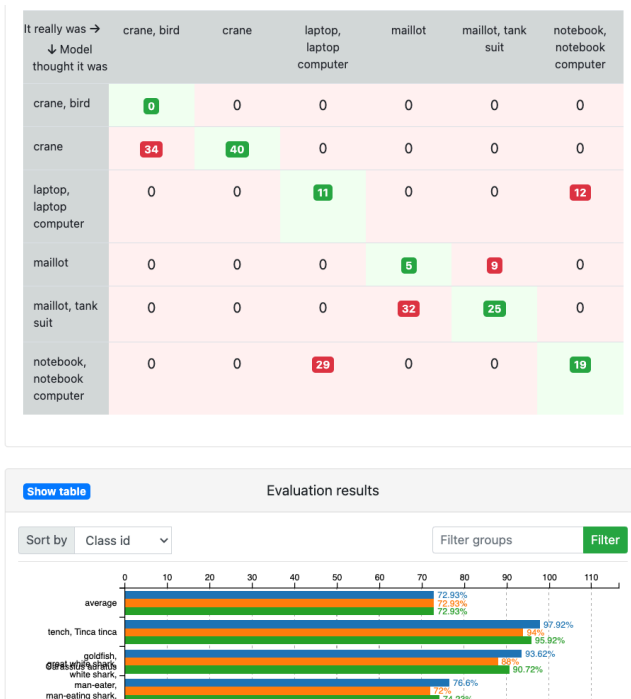 It really was → crane, bird crane laptop, laptop computer maillot maillot, tank suit notebook, notebook computer
↓ Model thought it was
crane, bird 0 0 0 0 0 0
crane 34 40 0 0 0 0
laptop, laptop computer 0 0 11 0 0 12
maillot 0 0 0 5 9 0
maillot, tank suit 0 0 0 32 25 0
notebook, notebook computer 0 0 29 0 0 19
Show table Evaluation results
Sort by Class id Filter groups Filter
0 10 20 30 40 50 60 70 80 90 100 110
average 72.93%
72.93%
72.93%
tench, Tinca tinca 97.92%
94%
95.92%
goldfish, 93.62%
Carassius auratus 88%
great white shark, 90.72%
white shark,
man-eater, 76.6%
man-eating shark, 72%